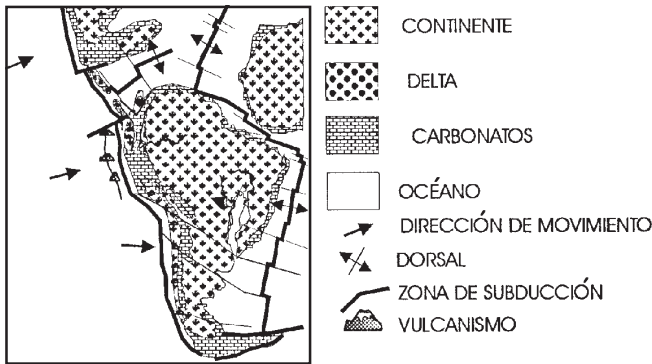 CONTINENTE
DELTA
CARBONATOS
OCÉANO
DIRECCIÓN DE MOVIMIENTO
DORSAL
ZONA DE SUBDUCCIÓN
VULCANISMO